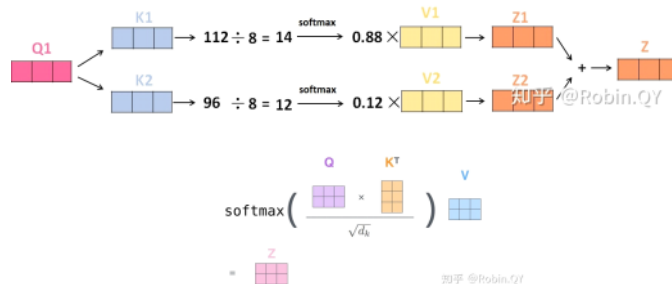 Q1
K1
112 ÷ 8 = 14
softmax
0.88 ×
V1
Z1
K2
96 ÷ 8 = 12
softmax
0.12 ×
V2
Z2
+
Z
知乎 @Robin.QY
Q
×
Kᵀ
softmax( )
√dₖ
V
=
Z
知乎 @Robin.QY